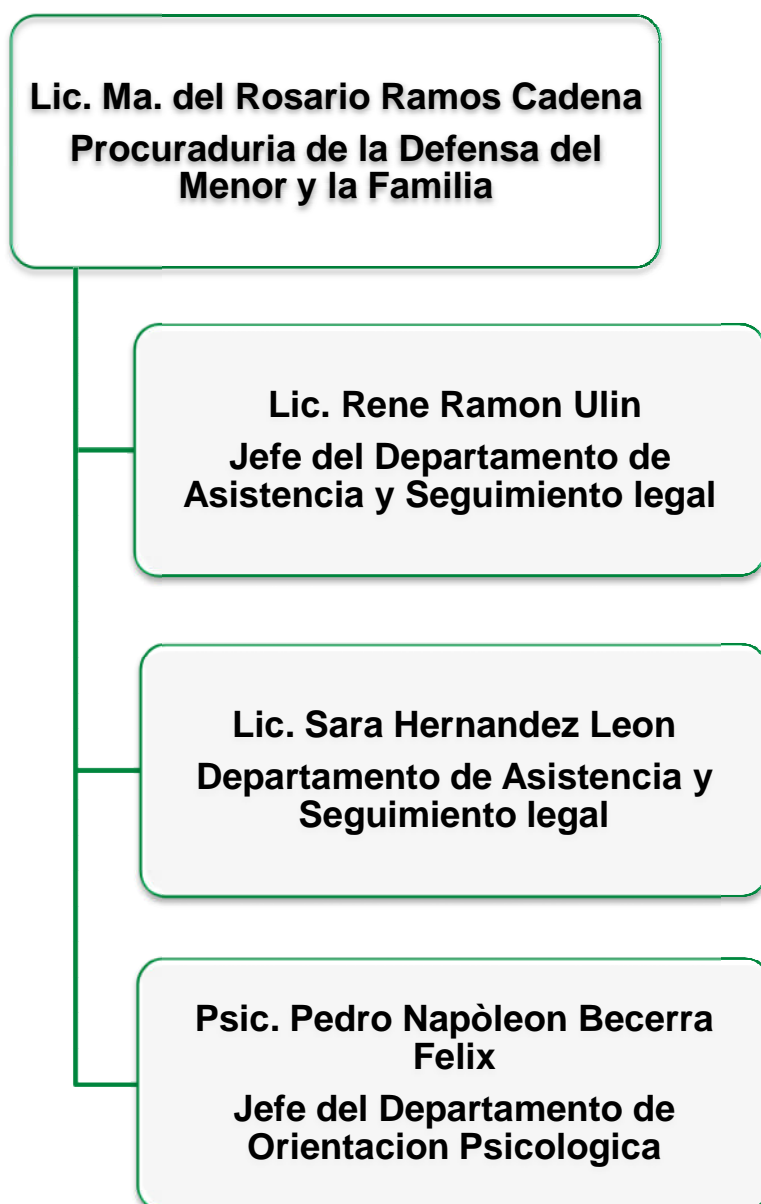 Lic. Ma. del Rosario Ramos Cadena
Procuraduria de la Defensa del
Menor y la Familia
Lic. Rene Ramon Ulin
Jefe del Departamento de
Asistencia y Seguimiento legal
Lic. Sara Hernandez Leon
Departamento de Asistencia y
Seguimiento legal
Psic. Pedro Napòleon Becerra
Felix
Jefe del Departamento de
Orientacion Psicologica